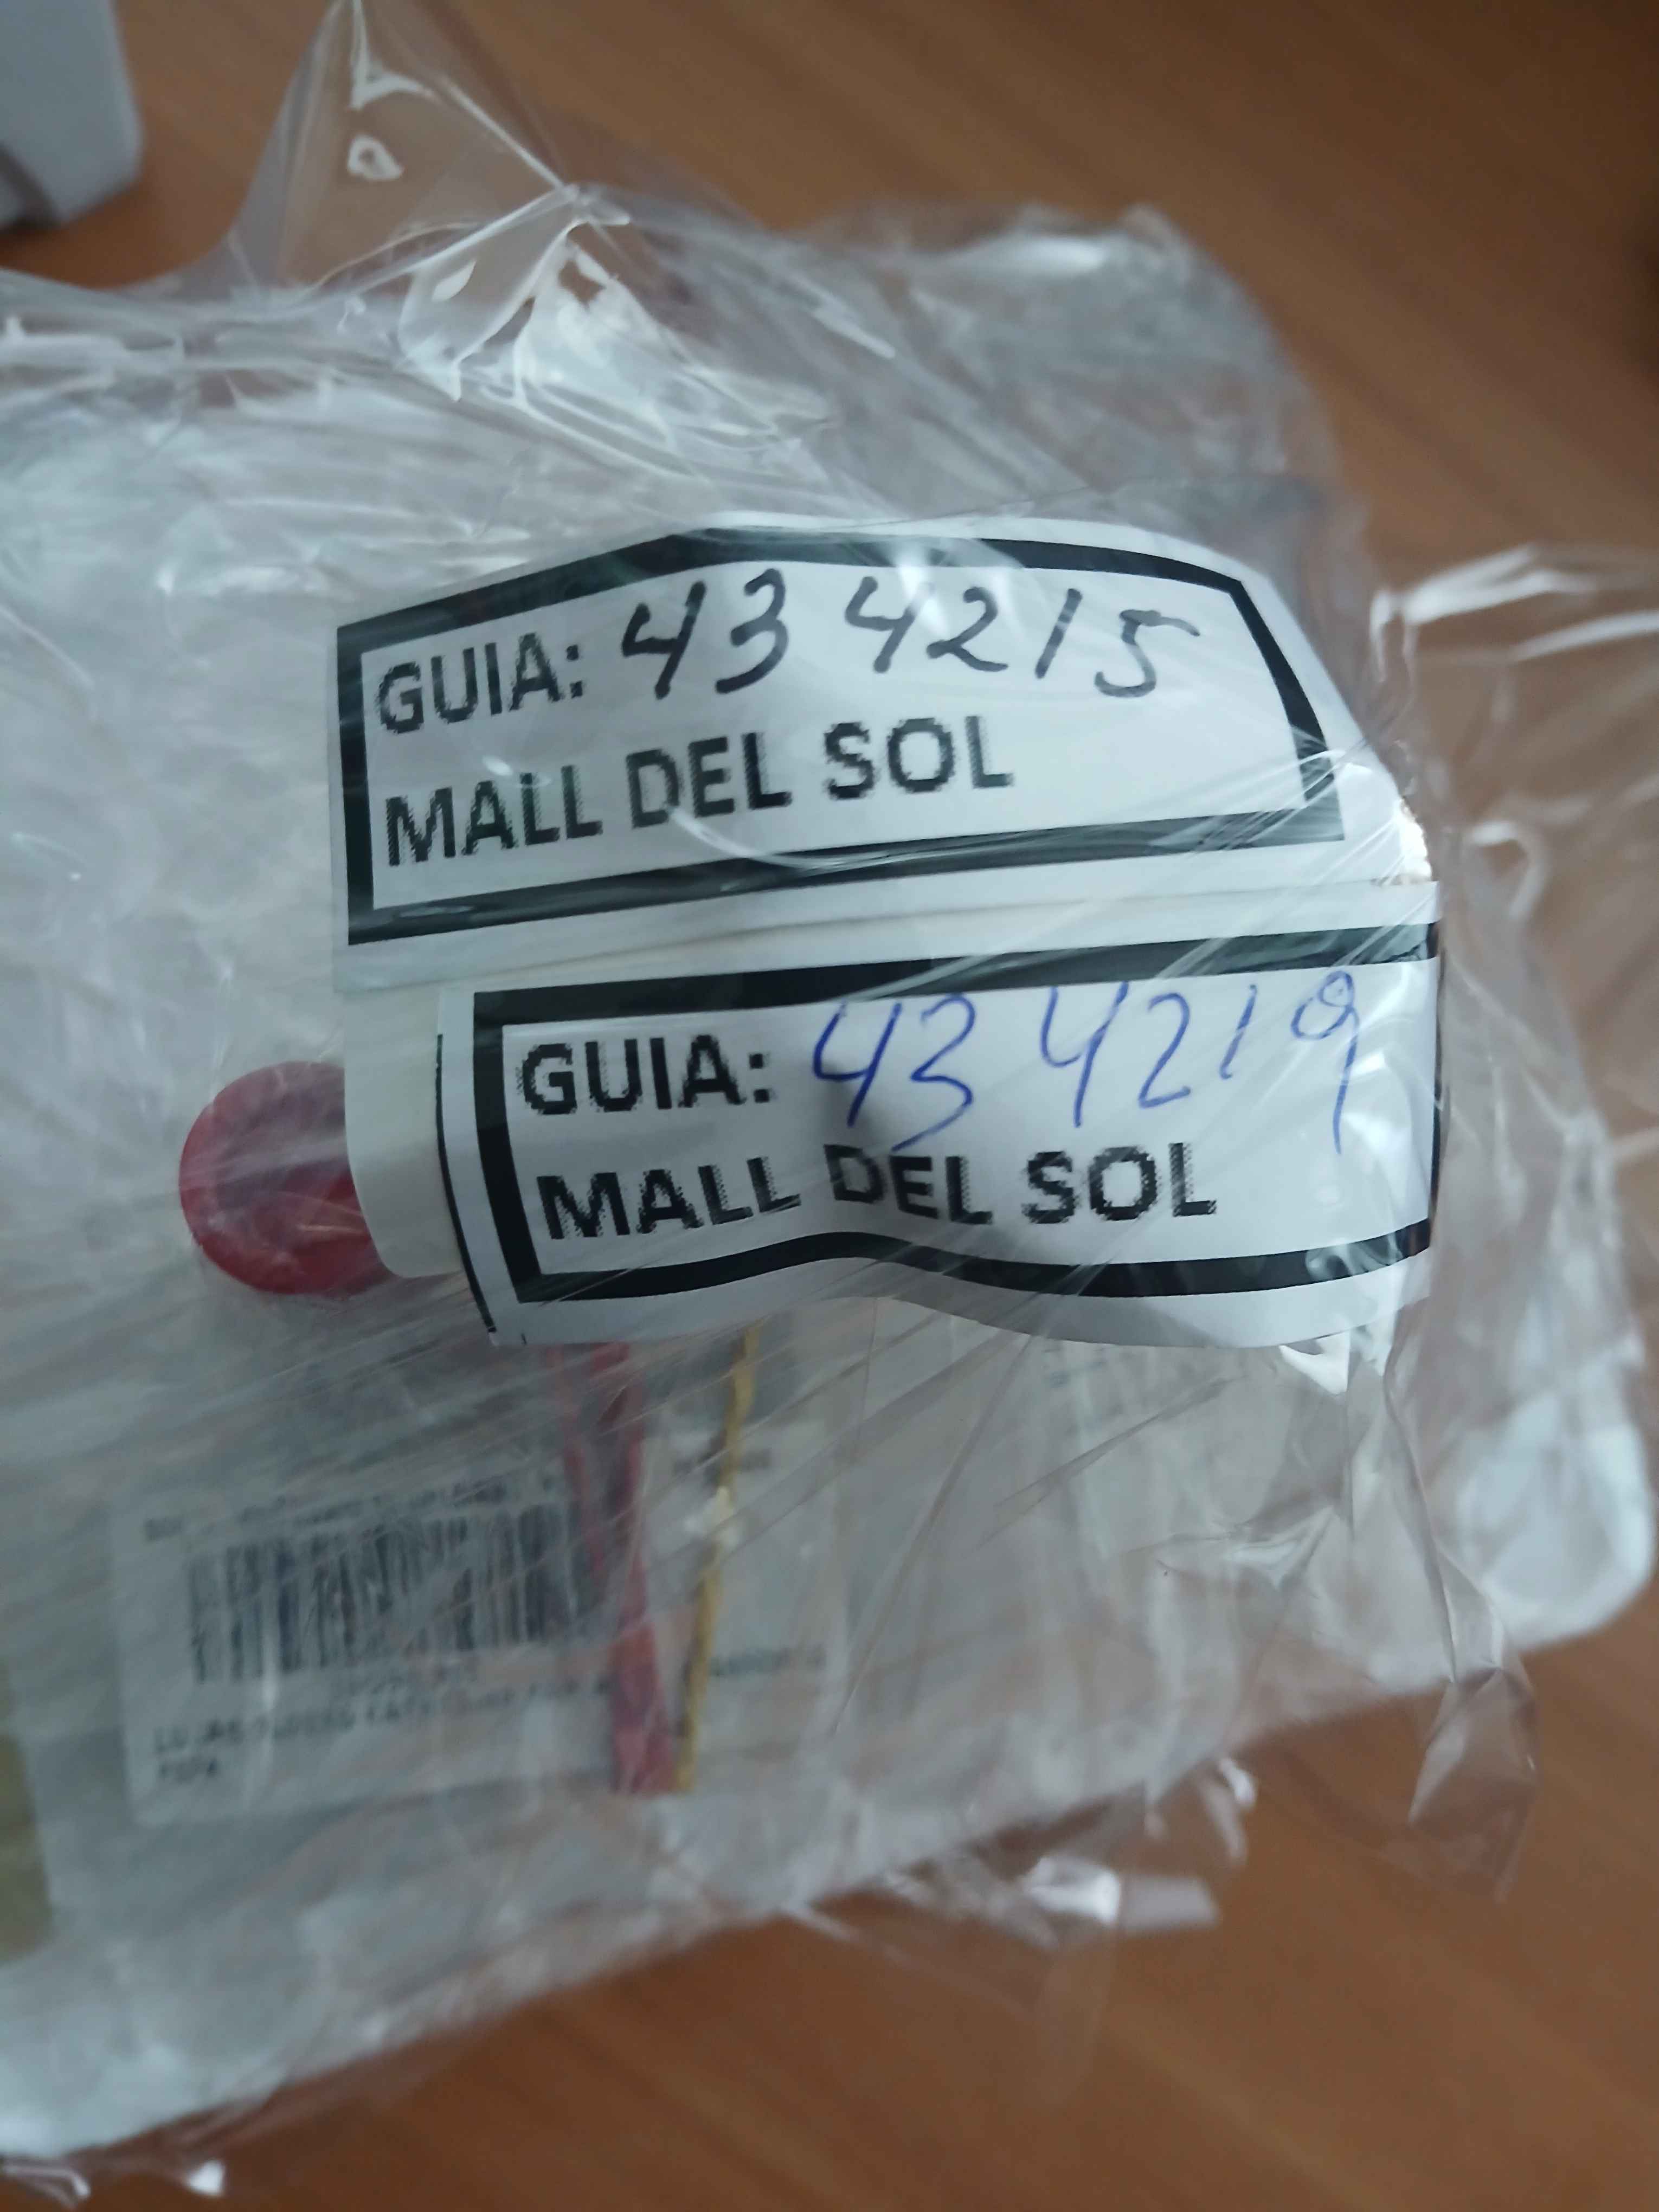 GUIA: 434215
MALL DEL SOL
GUIA: 434219
MALL DEL SOL